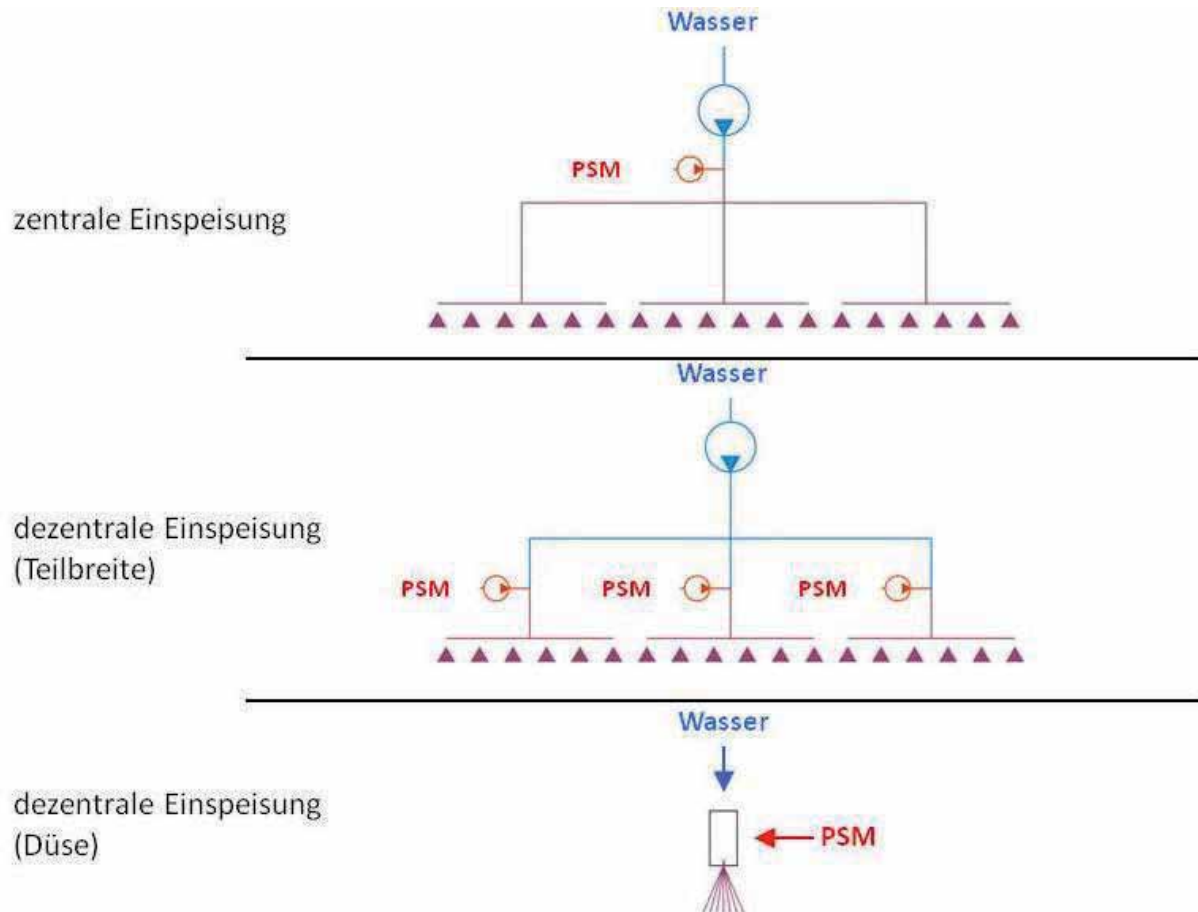 Wasser
PSM
zentrale Einspeisung
Wasser
dezentrale Einspeisung
(Teilbreite)
PSM PSM PSM
Wasser
dezentrale Einspeisung
(Düse)
PSM